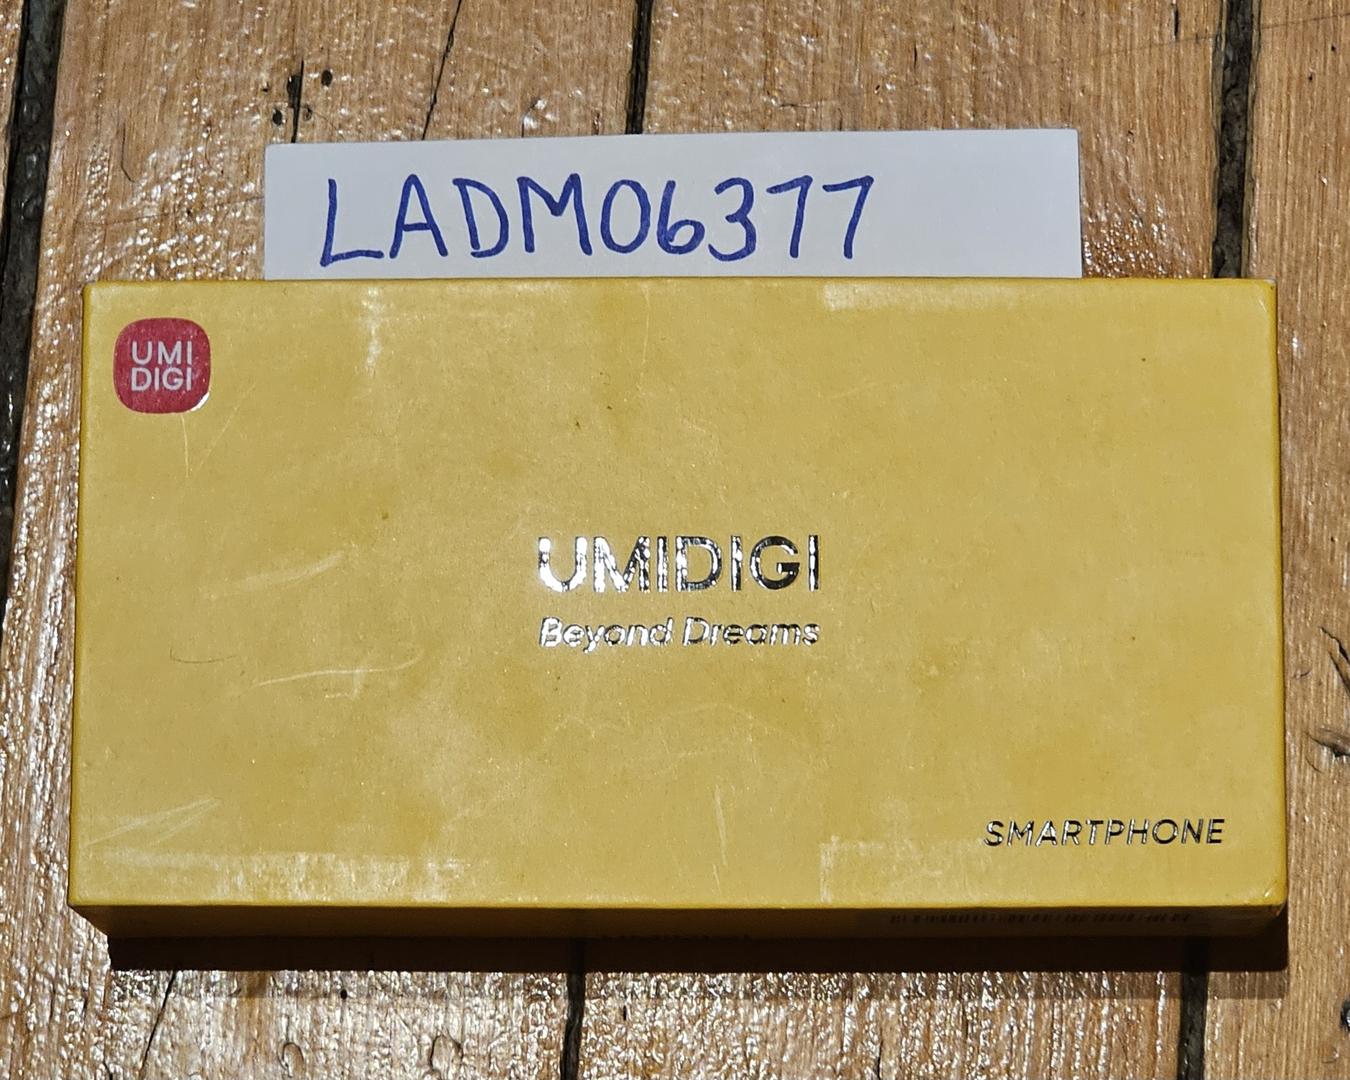 LADM06377
UMI
DIGI
UMIDIGI
Beyond Dreams
SMARTPHONE